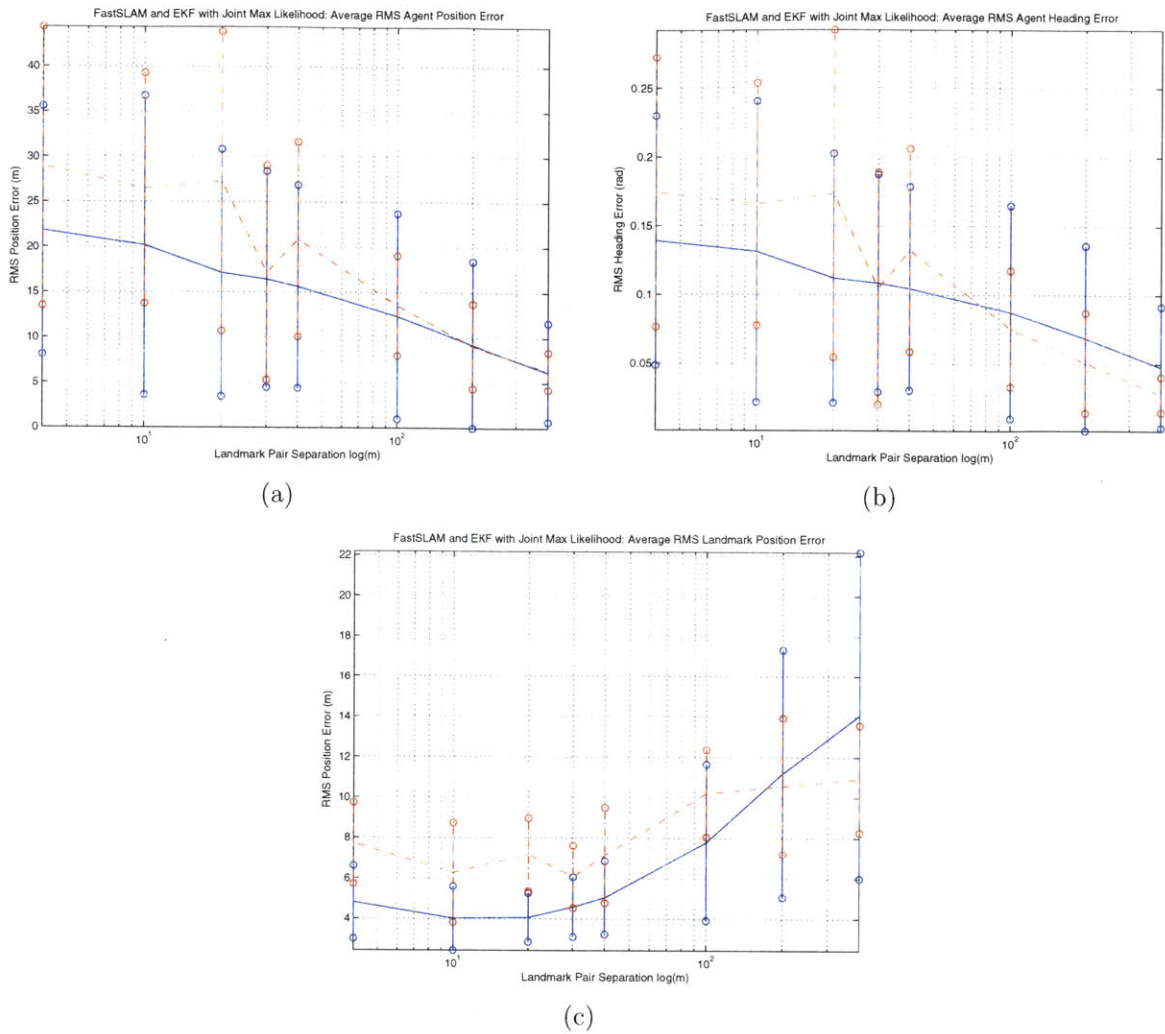 FastSLAM and EKF with Joint Max Likelihood: Average RMS Agent Position Error
40
35
30
25
20
15
10
5
0
RMS Position Error (m)
10¹
10²
Landmark Pair Separation log(m)
(a)
FastSLAM and EKF with Joint Max Likelihood: Average RMS Agent Heading Error
0.25
0.2
0.15
0.1
0.05
RMS Heading Error (rad)
10¹
10²
Landmark Pair Separation log(m)
(b)
FastSLAM and EKF with Joint Max Likelihood: Average RMS Landmark Position Error
22
20
18
16
14
12
10
8
6
4
RMS Position Error (m)
10¹
10²
Landmark Pair Separation log(m)
(c)